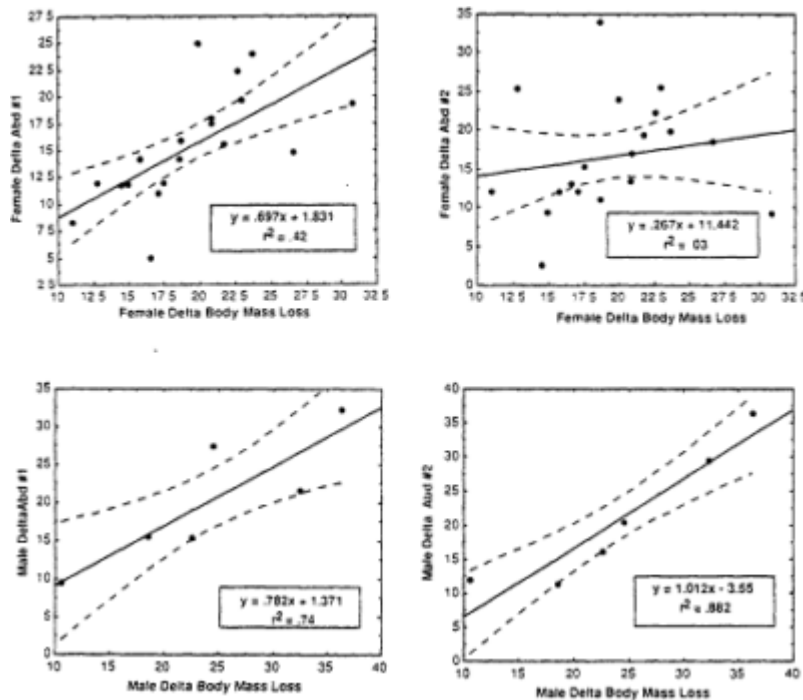 Female Delta Abd #1
27 5
25
22.5
20
17.5
15
12.5
10
7.5
5
2 5
y = .697x + 1.831
r2 = .42
10 12 5 15 17 5 20 22 5 25 27 5 30 32 5
Female Delta Body Mass Loss
Female Delta Abd #2
35
30
25
20
15
10
5
0
y = .267x + 11.442
r2 = 03
10 12 5 15 17 5 20 22 5 25 27 5 30 32 5
Female Delta Body Mass Loss
Male DeltaAbd #1
35
30
25
20
15
10
5
0
y = .782x + 1.371
r2 = .74
10 15 20 25 30 35 40
Male Delta Body Mass Loss
Male Delta Abd #2
40
35
30
25
20
15
10
5
0
y = 1.012x - 3.55
r2 = .882
10 15 20 25 30 35 40
Male Delta Body Mass Loss